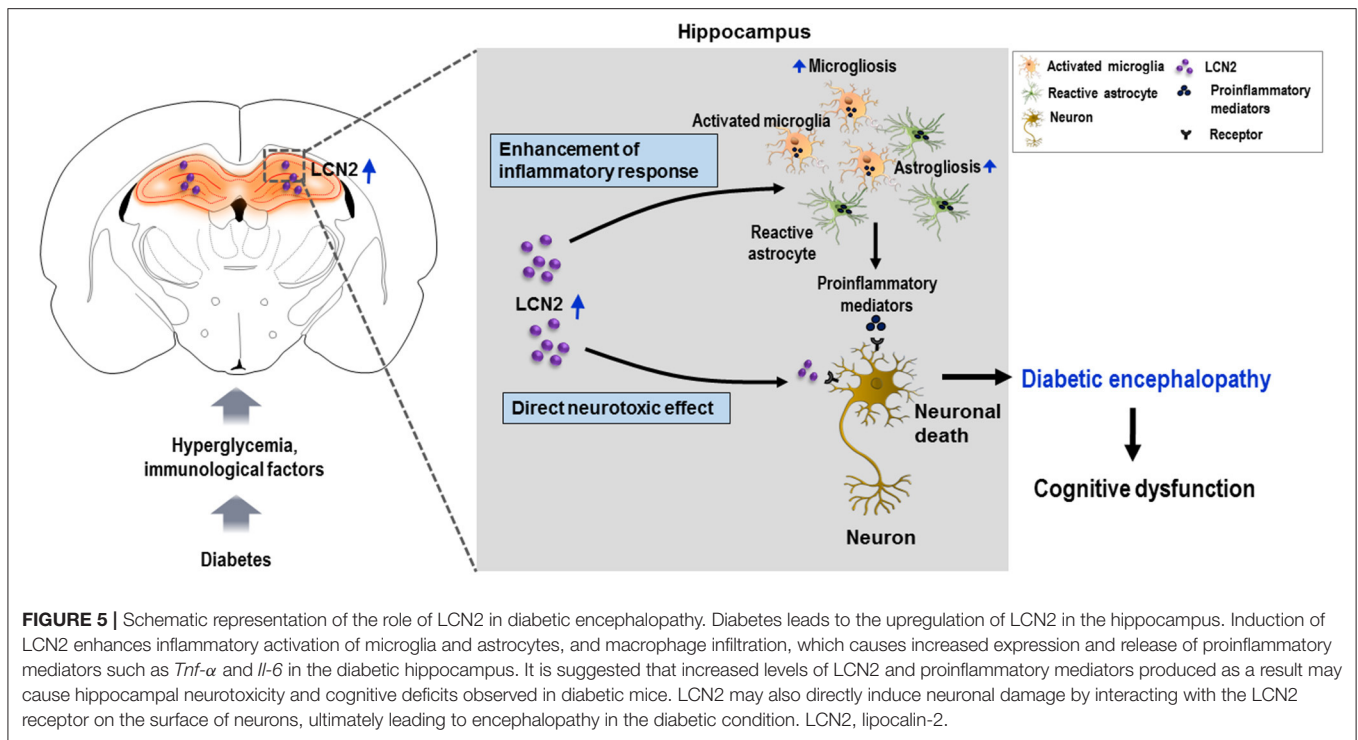 Hippocampus
Microgliosis
Activated microglia
Enhancement of
inflammatory response
Astrogliosis
Reactive
astrocyte
LCN2
LCN2
Proinflammatory
mediators
Direct neurotoxic effect
Neuronal
death
Neuron
Diabetic encephalopathy
Cognitive dysfunction
Hyperglycemia,
immunological factors
Diabetes
Activated microglia
LCN2
Reactive astrocyte
Proinflammatory
mediators
Neuron
Receptor
FIGURE 5 | Schematic representation of the role of LCN2 in diabetic encephalopathy. Diabetes leads to the upregulation of LCN2 in the hippocampus. Induction of
LCN2 enhances inflammatory activation of microglia and astrocytes, and macrophage infiltration, which causes increased expression and release of proinflammatory
mediators such as Tnf-α and Il-6 in the diabetic hippocampus. It is suggested that increased levels of LCN2 and proinflammatory mediators produced as a result may
cause hippocampal neurotoxicity and cognitive deficits observed in diabetic mice. LCN2 may also directly induce neuronal damage by interacting with the LCN2
receptor on the surface of neurons, ultimately leading to encephalopathy in the diabetic condition. LCN2, lipocalin-2.